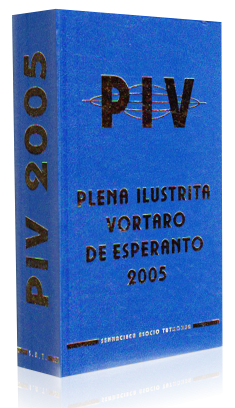 PIV
PLENA ILUSTRITA
VORTARO
DE ESPERANTO
2005
SENNACIECA ASOCIO TUTMONDA
PIV 2005
S.A.T.